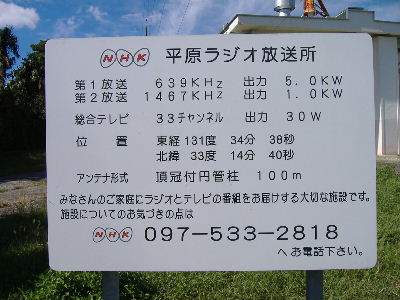 NHK 平原ラジオ放送所
第1放送 639KHz 出力 5.0KW
第2放送 1467KHz 出力 1.0KW
総合テレビ 33チャンネル 出力 30W
位置 東経131度 34分 38秒
北緯 33度 14分 40秒
アンテナ形式 頂冠付円管柱 100m
みなさんのご家庭にラジオとテレビの番組をお届けする大切な施設です。
施設についてのお気づきの点は
NHK 097-533-2818
へお電話下さい。